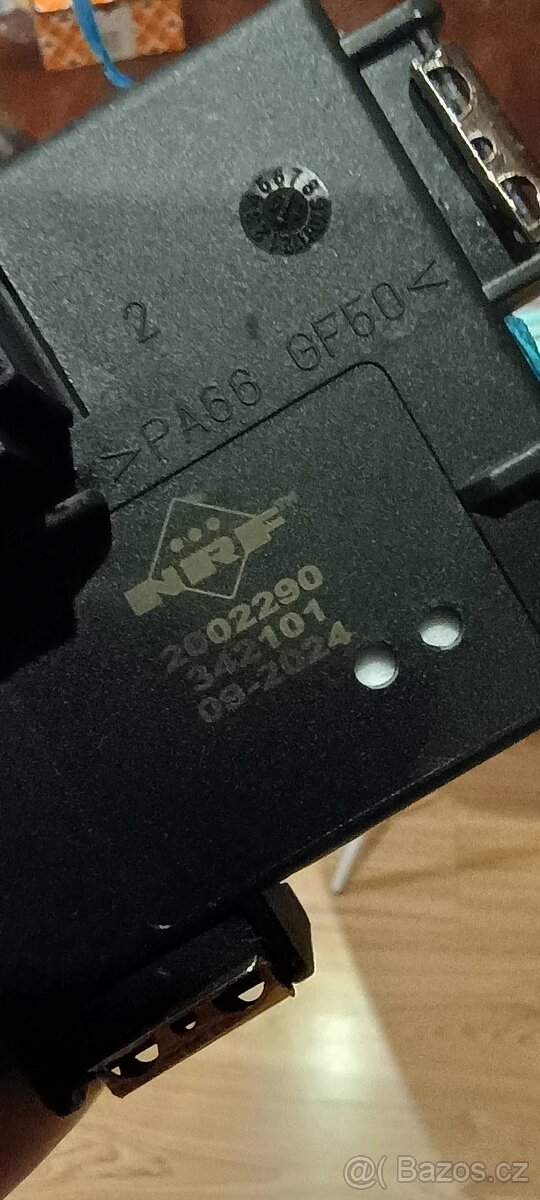 2
>PA66 GF50<
NRF
2002290
342101
09-2024
@( Bazos.cz